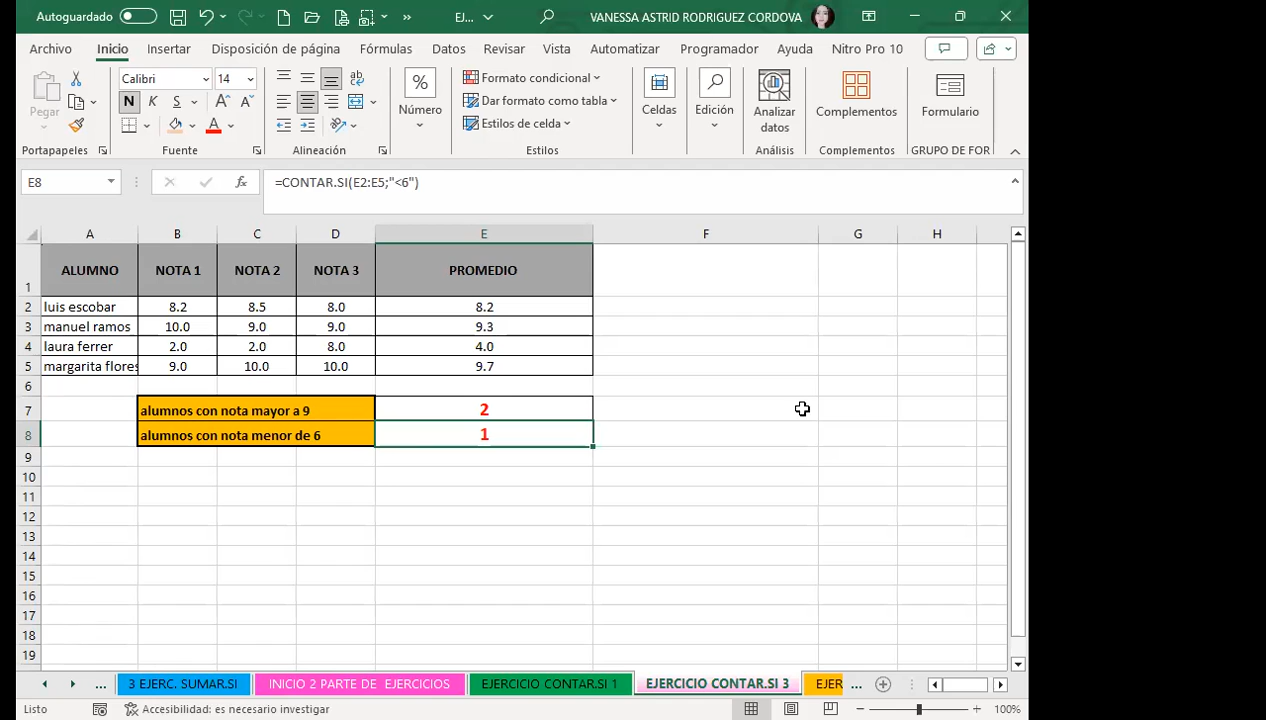 Autoguardado EJ... VANESSA ASTRID RODRIGUEZ CORDOVA
Archivo Inicio Insertar Disposición de página Fórmulas Datos Revisar Vista Automatizar Programador Ayuda Nitro Pro 10
Pegar Calibri 14 N K S Número Formato condicional Dar formato como tabla Estilos de celda Celdas Edición Analizar datos Complementos Formulario
Portapapeles Fuente Alineación Estilos Análisis Complementos GRUPO DE FOR
E8 fx =CONTAR.SI(E2:E5;"<6")
A B C D E F G H
1 ALUMNO NOTA 1 NOTA 2 NOTA 3 PROMEDIO
2 luis escobar 8.2 8.5 8.0 8.2
3 manuel ramos 10.0 9.0 9.0 9.3
4 laura ferrer 2.0 2.0 8.0 4.0
5 margarita flores 9.0 10.0 10.0 9.7
6
7 alumnos con nota mayor a 9 2
8 alumnos con nota menor de 6 1
9
10
11
12
13
14
15
16
17
18
19
... 3 EJERC. SUMAR.SI INICIO 2 PARTE DE EJERCICIOS EJERCICIO CONTAR.SI 1 EJERCICIO CONTAR.SI 3 EJER ...
Listo Accesibilidad: es necesario investigar 100%